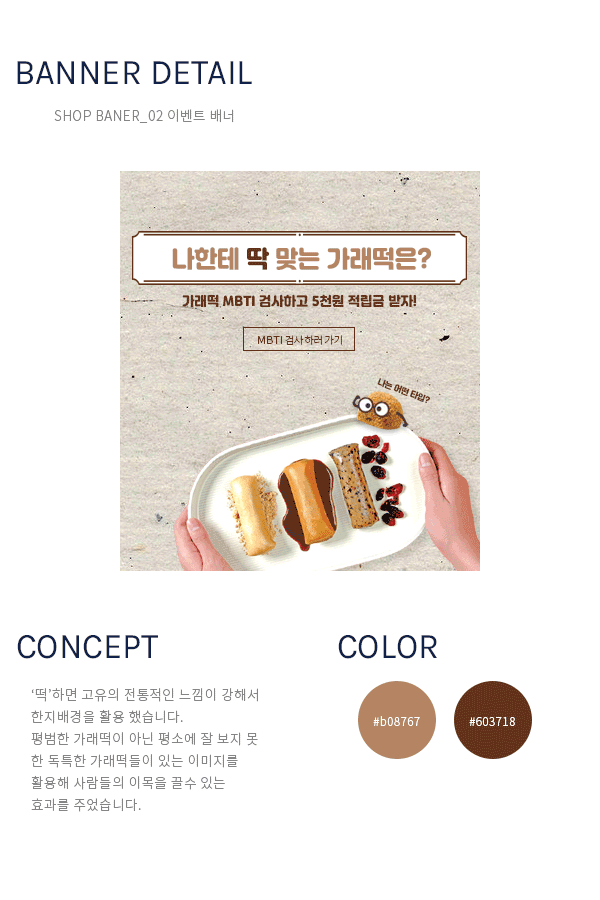 BANNER DETAIL
SHOP BANER_02 이벤트 배너
나한테 딱 맞는 가래떡은?
가래떡 MBTI 검사하고 5천원 적립금 받자!
MBTI 검사하러 가기
나는 어떤 타입?
CONCEPT
‘떡’하면 고유의 전통적인 느낌이 강해서
한지배경을 활용 했습니다.
평범한 가래떡이 아닌 평소에 잘 보지 못
한 독특한 가래떡들이 있는 이미지를
활용해 사람들의 이목을 끌수 있는
효과를 주었습니다.
COLOR
#b08767
#603718